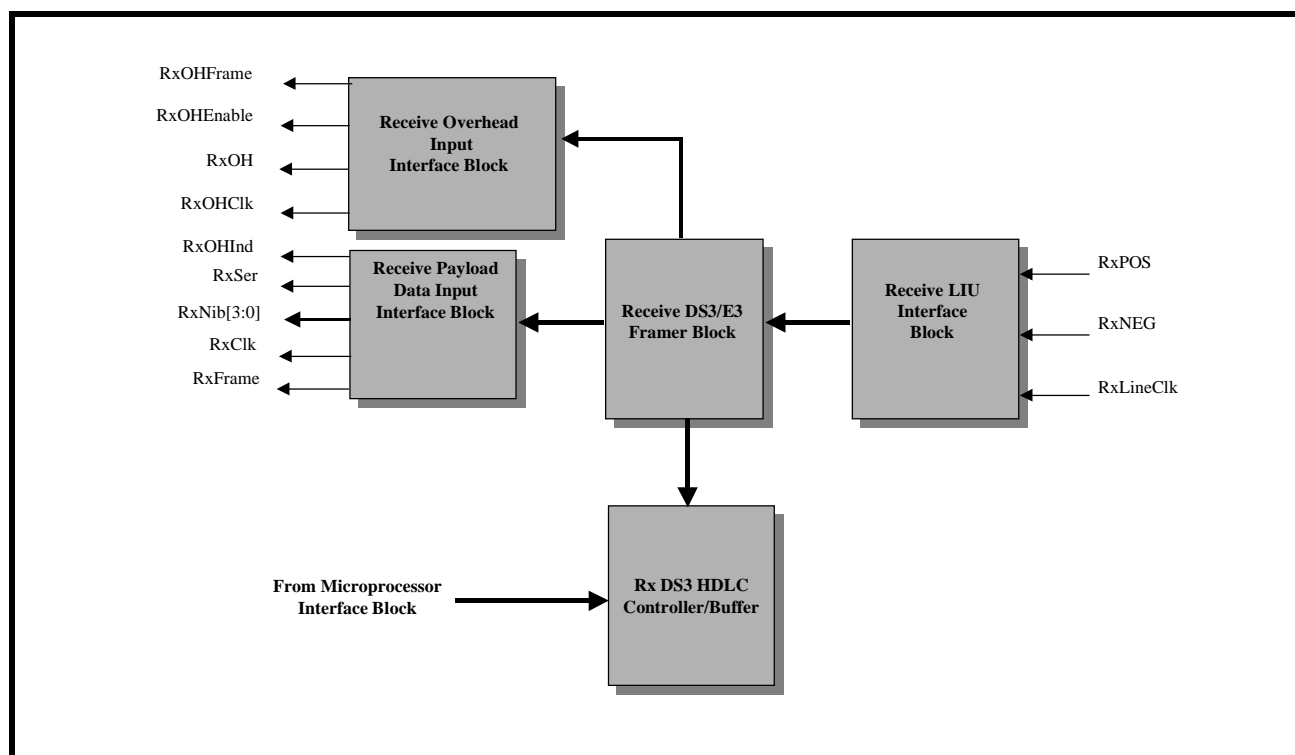 RxOHFrame
RxOHEnable
RxOH
RxOHClk
Receive Overhead
Input
Interface Block
RxOHInd
RxSer
RxNib[3:0]
RxClk
RxFrame
Receive Payload
Data Input
Interface Block
Receive DS3/E3
Framer Block
Receive LIU
Interface
Block
RxPOS
RxNEG
RxLineClk
From Microprocessor
Interface Block
Rx DS3 HDLC
Controller/Buffer